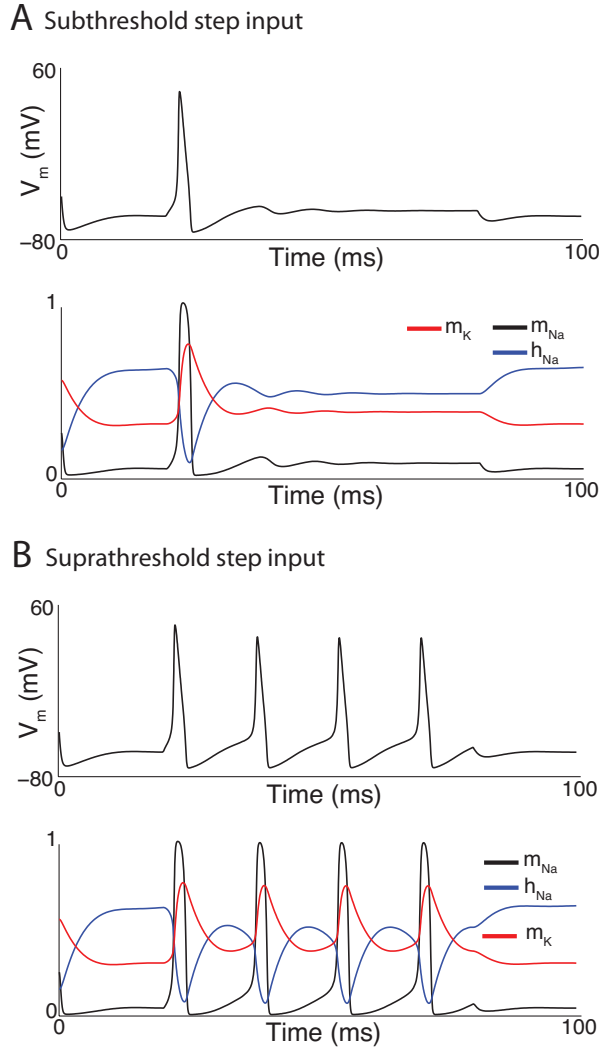 A Subthreshold step input
60
V_m (mV)
−80
0
Time (ms)
100
1
m_K
m_Na
h_Na
0
0
Time (ms)
100
B Suprathreshold step input
60
V_m (mV)
−80
0
Time (ms)
100
1
m_Na
h_Na
m_K
0
0
Time (ms)
100